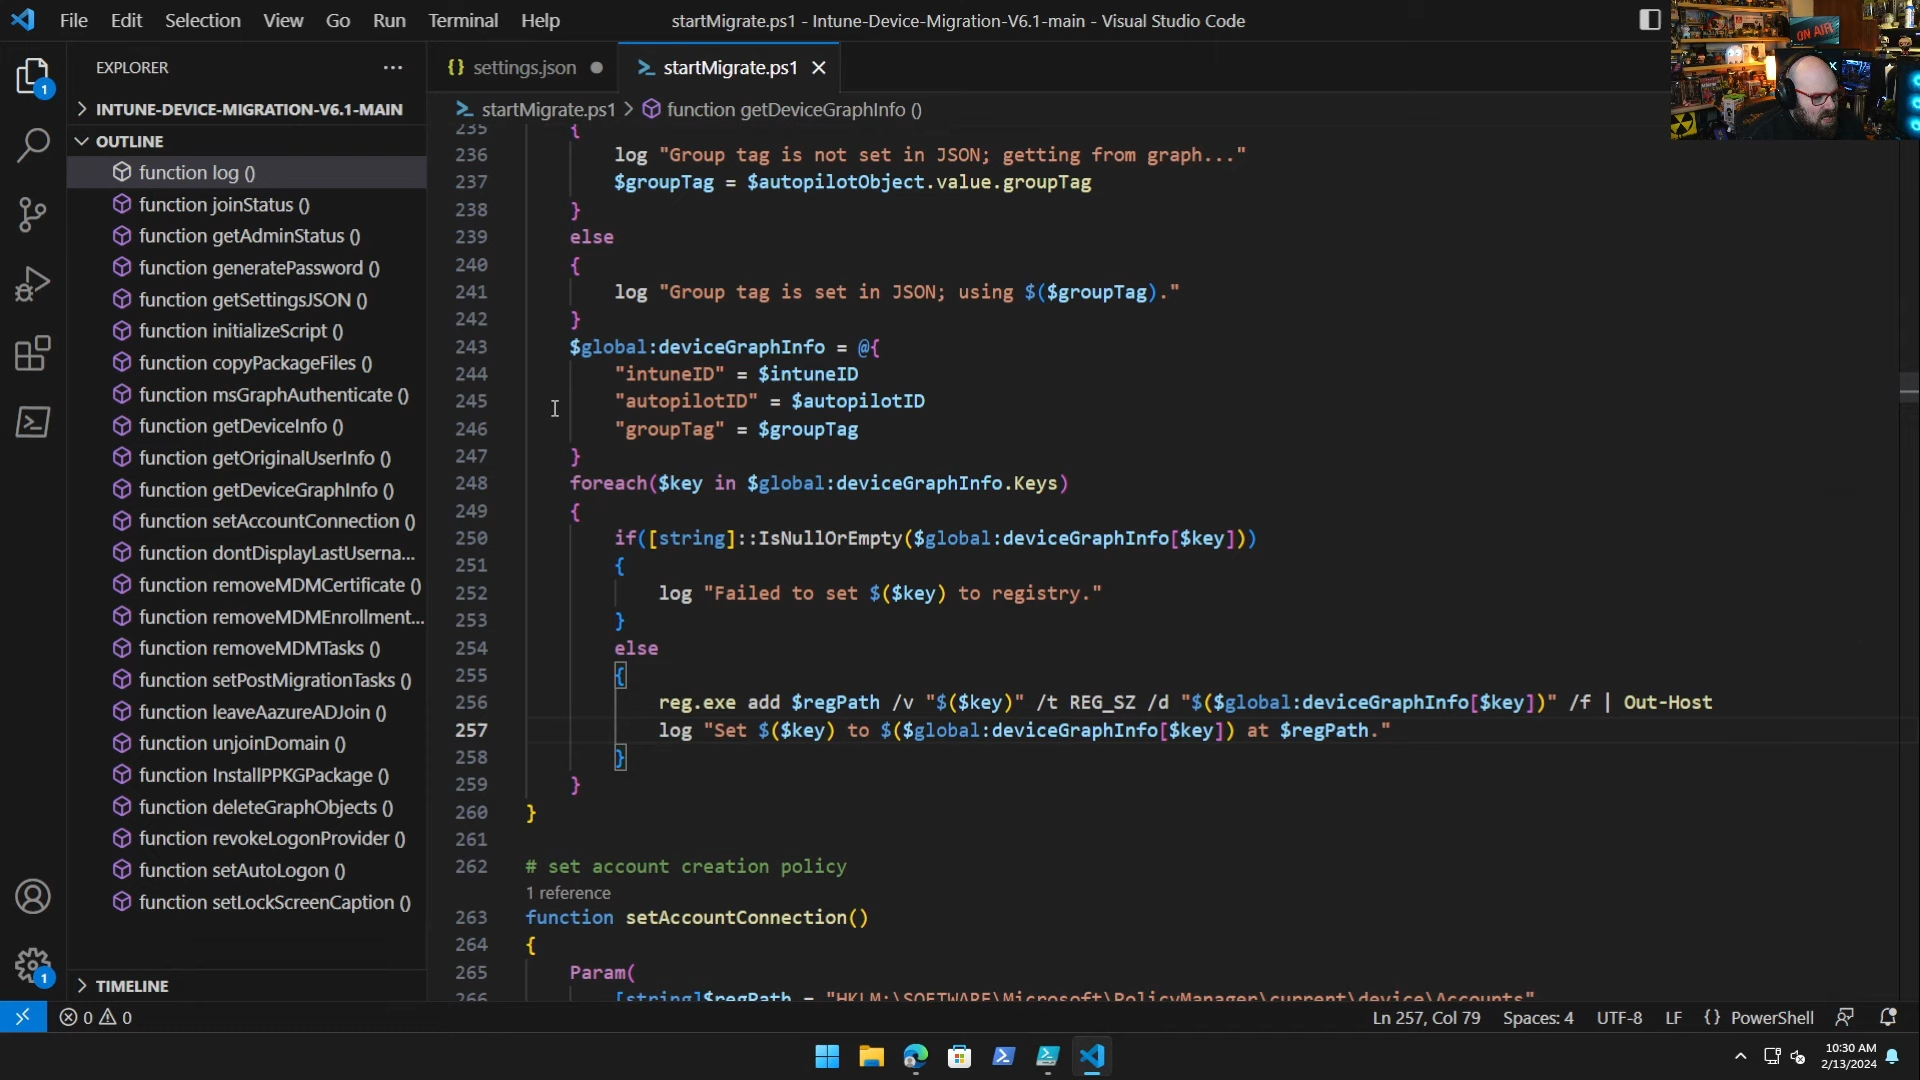 File Edit Selection View Go Run Terminal Help
startMigrate.ps1 - Intune-Device-Migration-V6.1-main - Visual Studio Code
ON AIR
EXPLORER
INTUNE-DEVICE-MIGRATION-V6.1-MAIN
OUTLINE
function log ()
function joinStatus ()
function getAdminStatus ()
function generatePassword ()
function getSettingsJSON ()
function initializeScript ()
function copyPackageFiles ()
function msGraphAuthenticate ()
function getDeviceInfo ()
function getOriginalUserInfo ()
function getDeviceGraphInfo ()
function setAccountConnection ()
function dontDisplayLastUserna...
function removeMDMCertificate ()
function removeMDMEnrollment...
function removeMDMTasks ()
function setPostMigrationTasks ()
function leaveAazureADJoin ()
function unjoinDomain ()
function InstallPPKGPackage ()
function deleteGraphObjects ()
function revokeLogonProvider ()
function setAutoLogon ()
function setLockScreenCaption ()
TIMELINE
1
1
{} settings.json
startMigrate.ps1
startMigrate.ps1 > function getDeviceGraphInfo ()
235 {
236 log "Group tag is not set in JSON; getting from graph..."
237 $groupTag = $autopilotObject.value.groupTag
238 }
239 else
240 {
241 log "Group tag is set in JSON; using $($groupTag)."
242 }
243 $global:deviceGraphInfo = @{
244 "intuneID" = $intuneID
245 "autopilotID" = $autopilotID
246 "groupTag" = $groupTag
247 }
248 foreach($key in $global:deviceGraphInfo.Keys)
249 {
250 if([string]::IsNullOrEmpty($global:deviceGraphInfo[$key]))
251 {
252 log "Failed to set $($key) to registry."
253 }
254 else
255 {
256 reg.exe add $regPath /v "$($key)" /t REG_SZ /d "$($global:deviceGraphInfo[$key])" /f | Out-Host
257 log "Set $($key) to $($global:deviceGraphInfo[$key]) at $regPath."
258 }
259 }
260 }
261
262 # set account creation policy
1 reference
263 function setAccountConnection()
264 {
265 Param(
266 [string]$regPath = "HKLM:\SOFTWARE\Microsoft\PolicyManager\current\device\Accounts"
0 0
Ln 257, Col 79 Spaces: 4 UTF-8 LF {} PowerShell
10:30 AM
2/13/2024